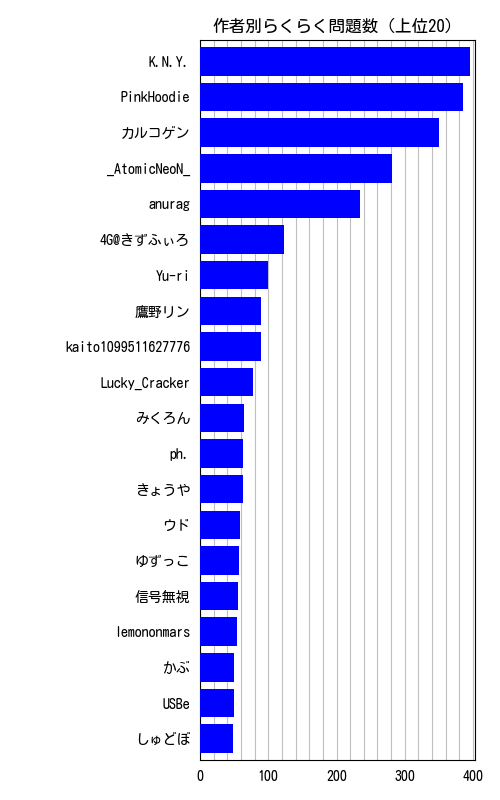 作者別らくらく問題数（上位20）
K.N.Y.
PinkHoodie
カルコゲン
_AtomicNeoN_
anurag
4G@きずふぃろ
Yu-ri
鷹野リン
kaito1099511627776
Lucky_Cracker
みくろん
ph.
きょうや
ウド
ゆずっこ
信号無視
lemononmars
かぶ
USBe
しゅどぼ
0 100 200 300 400